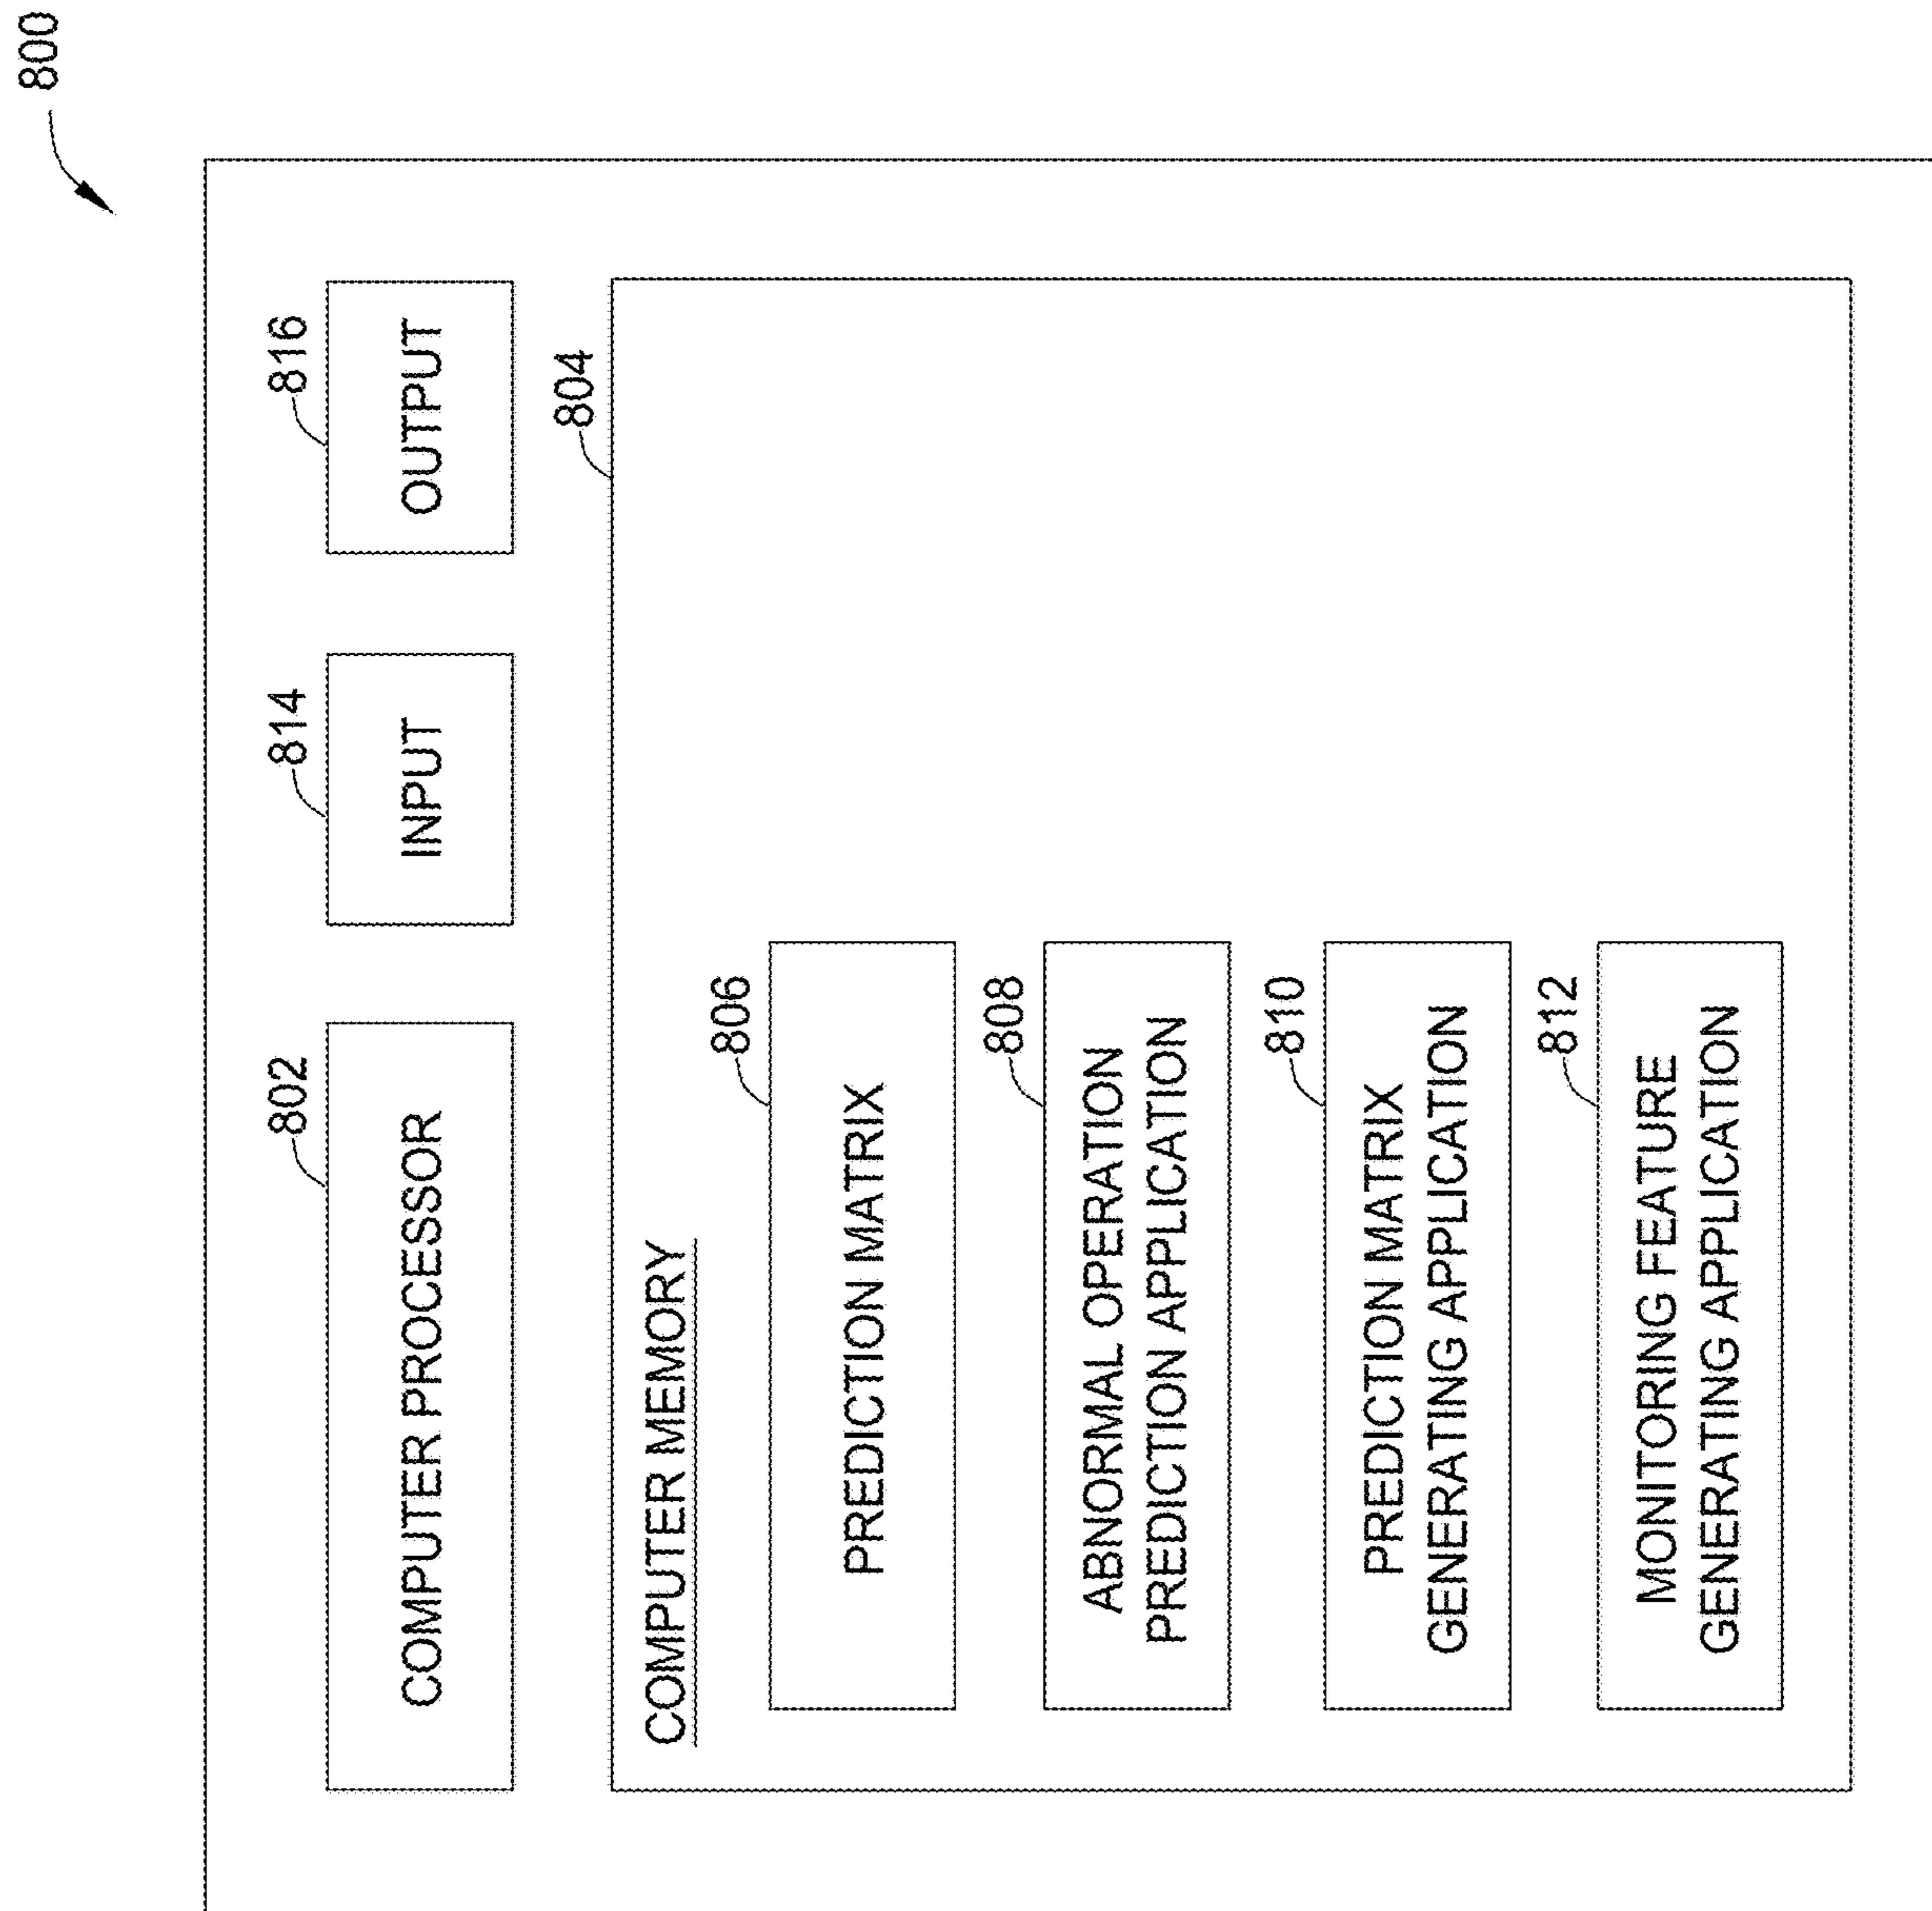 800
802
COMPUTER PROCESSOR
814
INPUT
816
OUTPUT
804
COMPUTER MEMORY
806
PREDICTION MATRIX
808
ABNORMAL OPERATION
PREDICTION APPLICATION
810
PREDICTION MATRIX
GENERATING APPLICATION
812
MONITORING FEATURE
GENERATING APPLICATION